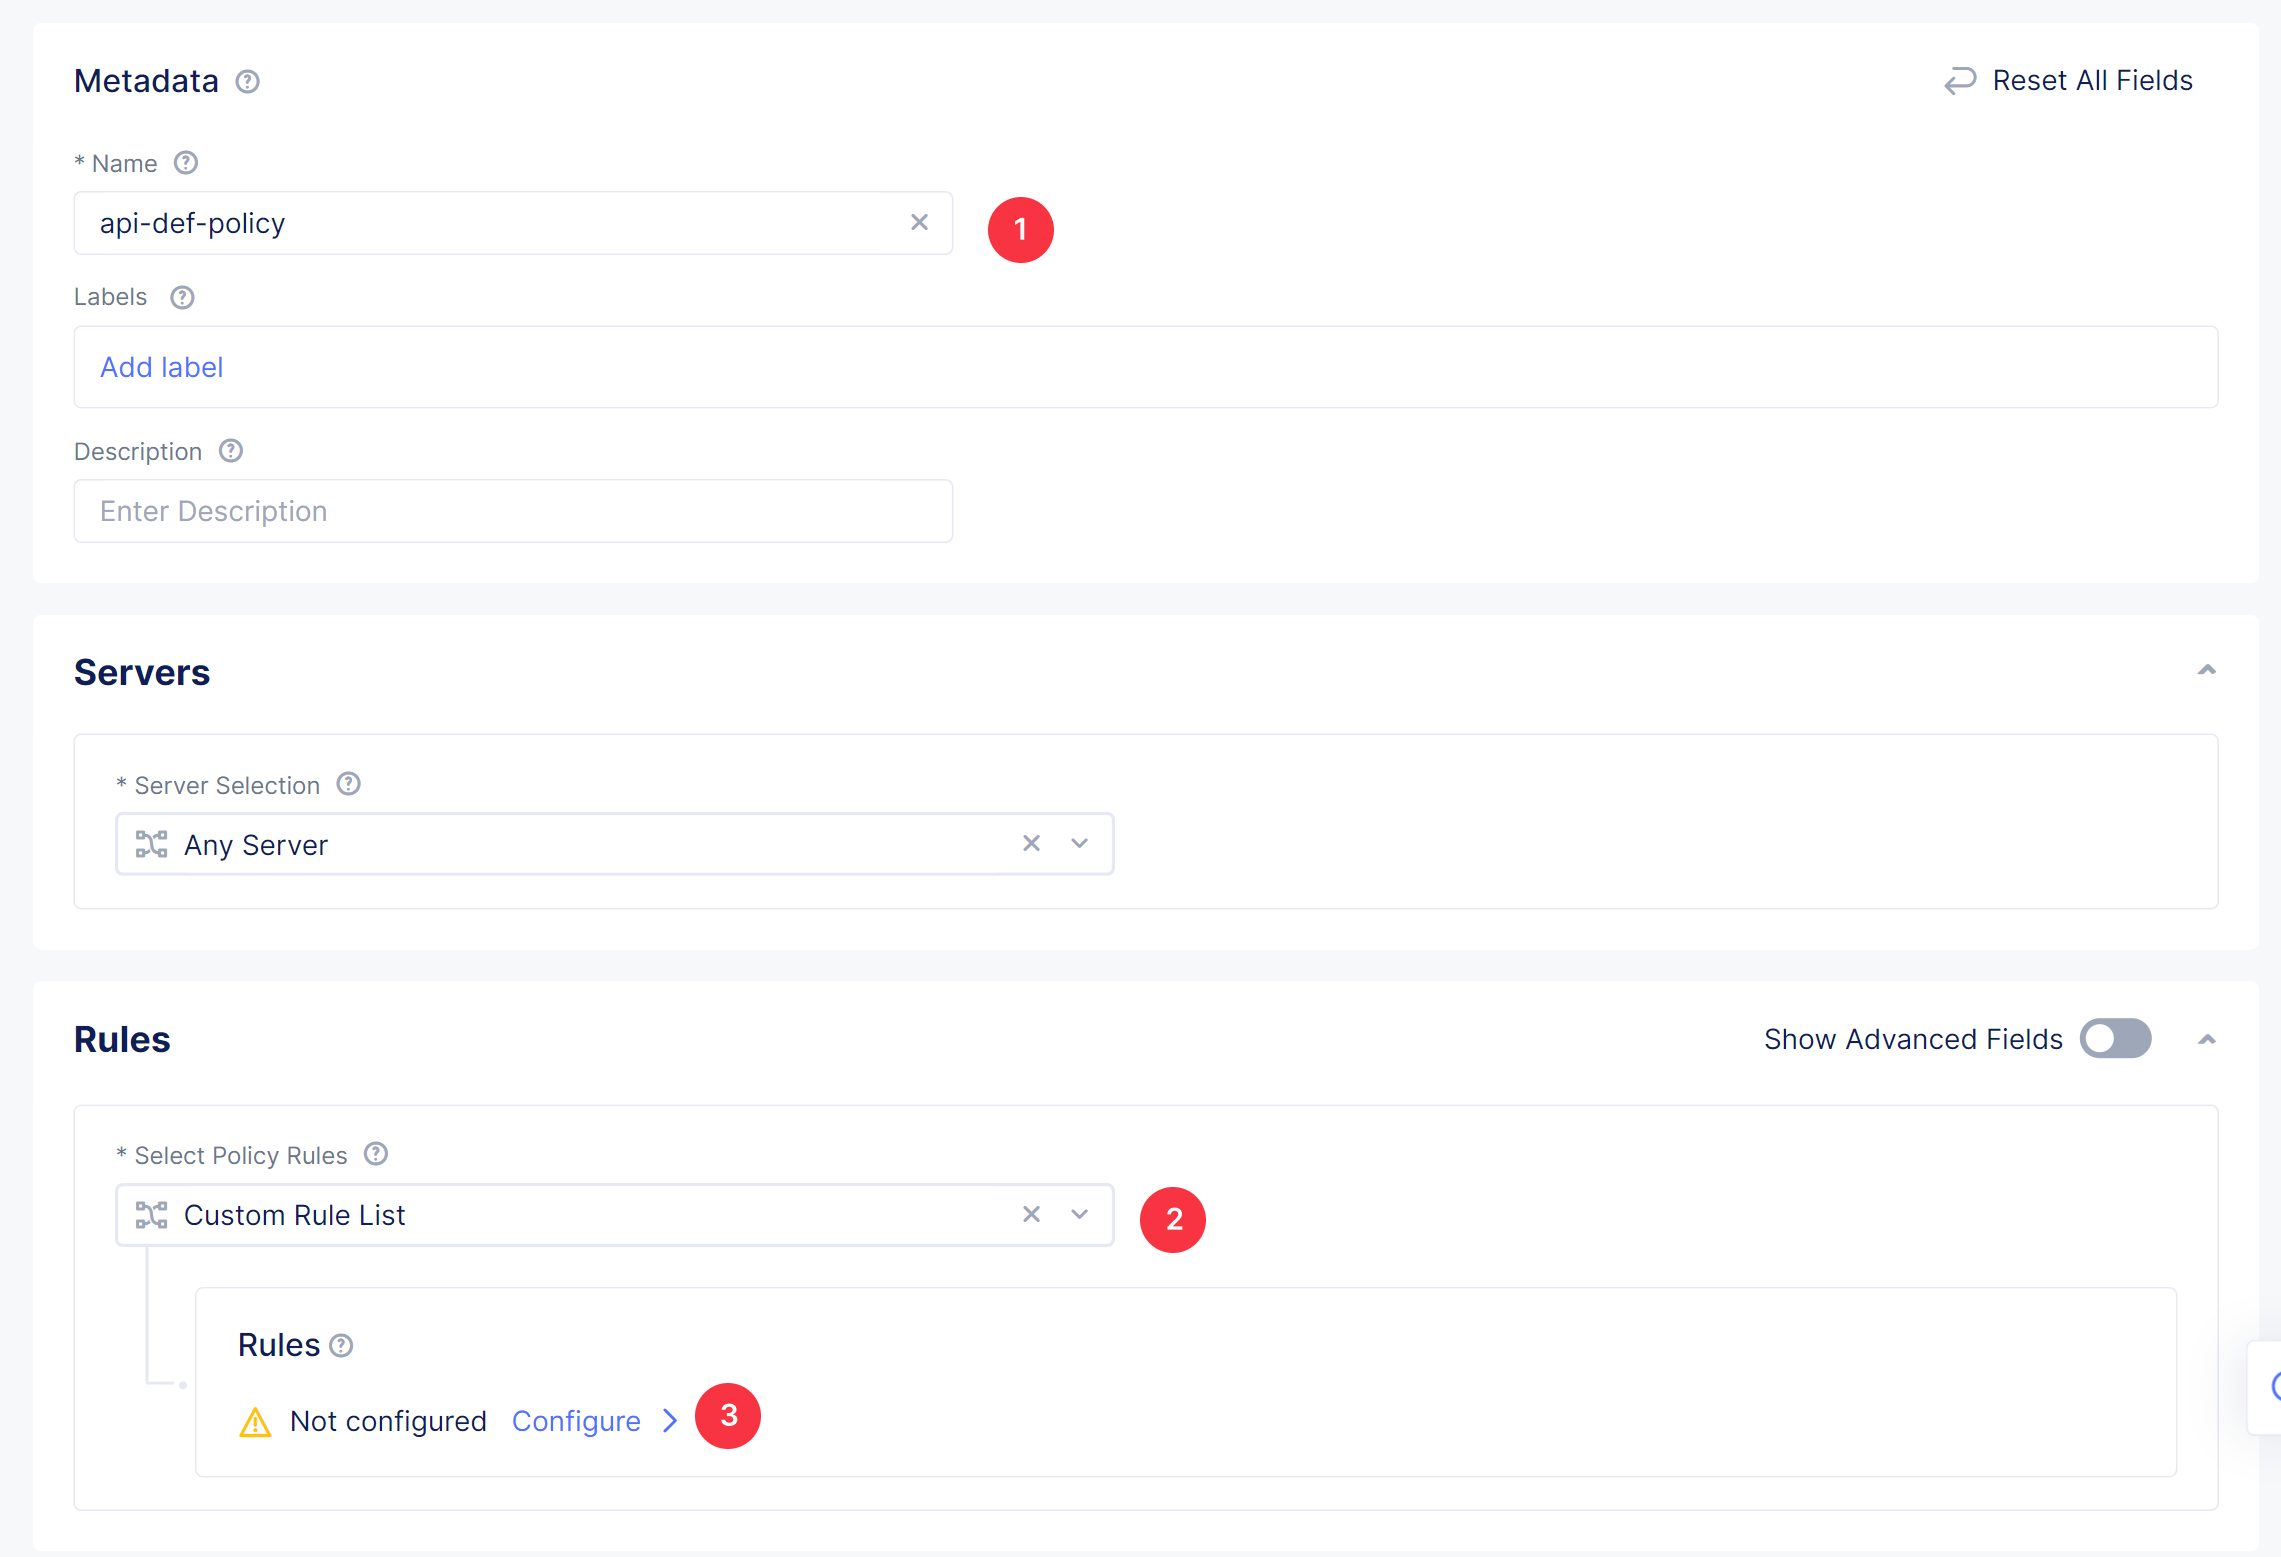 Metadata
Reset All Fields
* Name
api-def-policy
1
Labels
Add label
Description
Enter Description
Servers
* Server Selection
Any Server
Rules
Show Advanced Fields
* Select Policy Rules
Custom Rule List
2
Rules
Not configured Configure
3